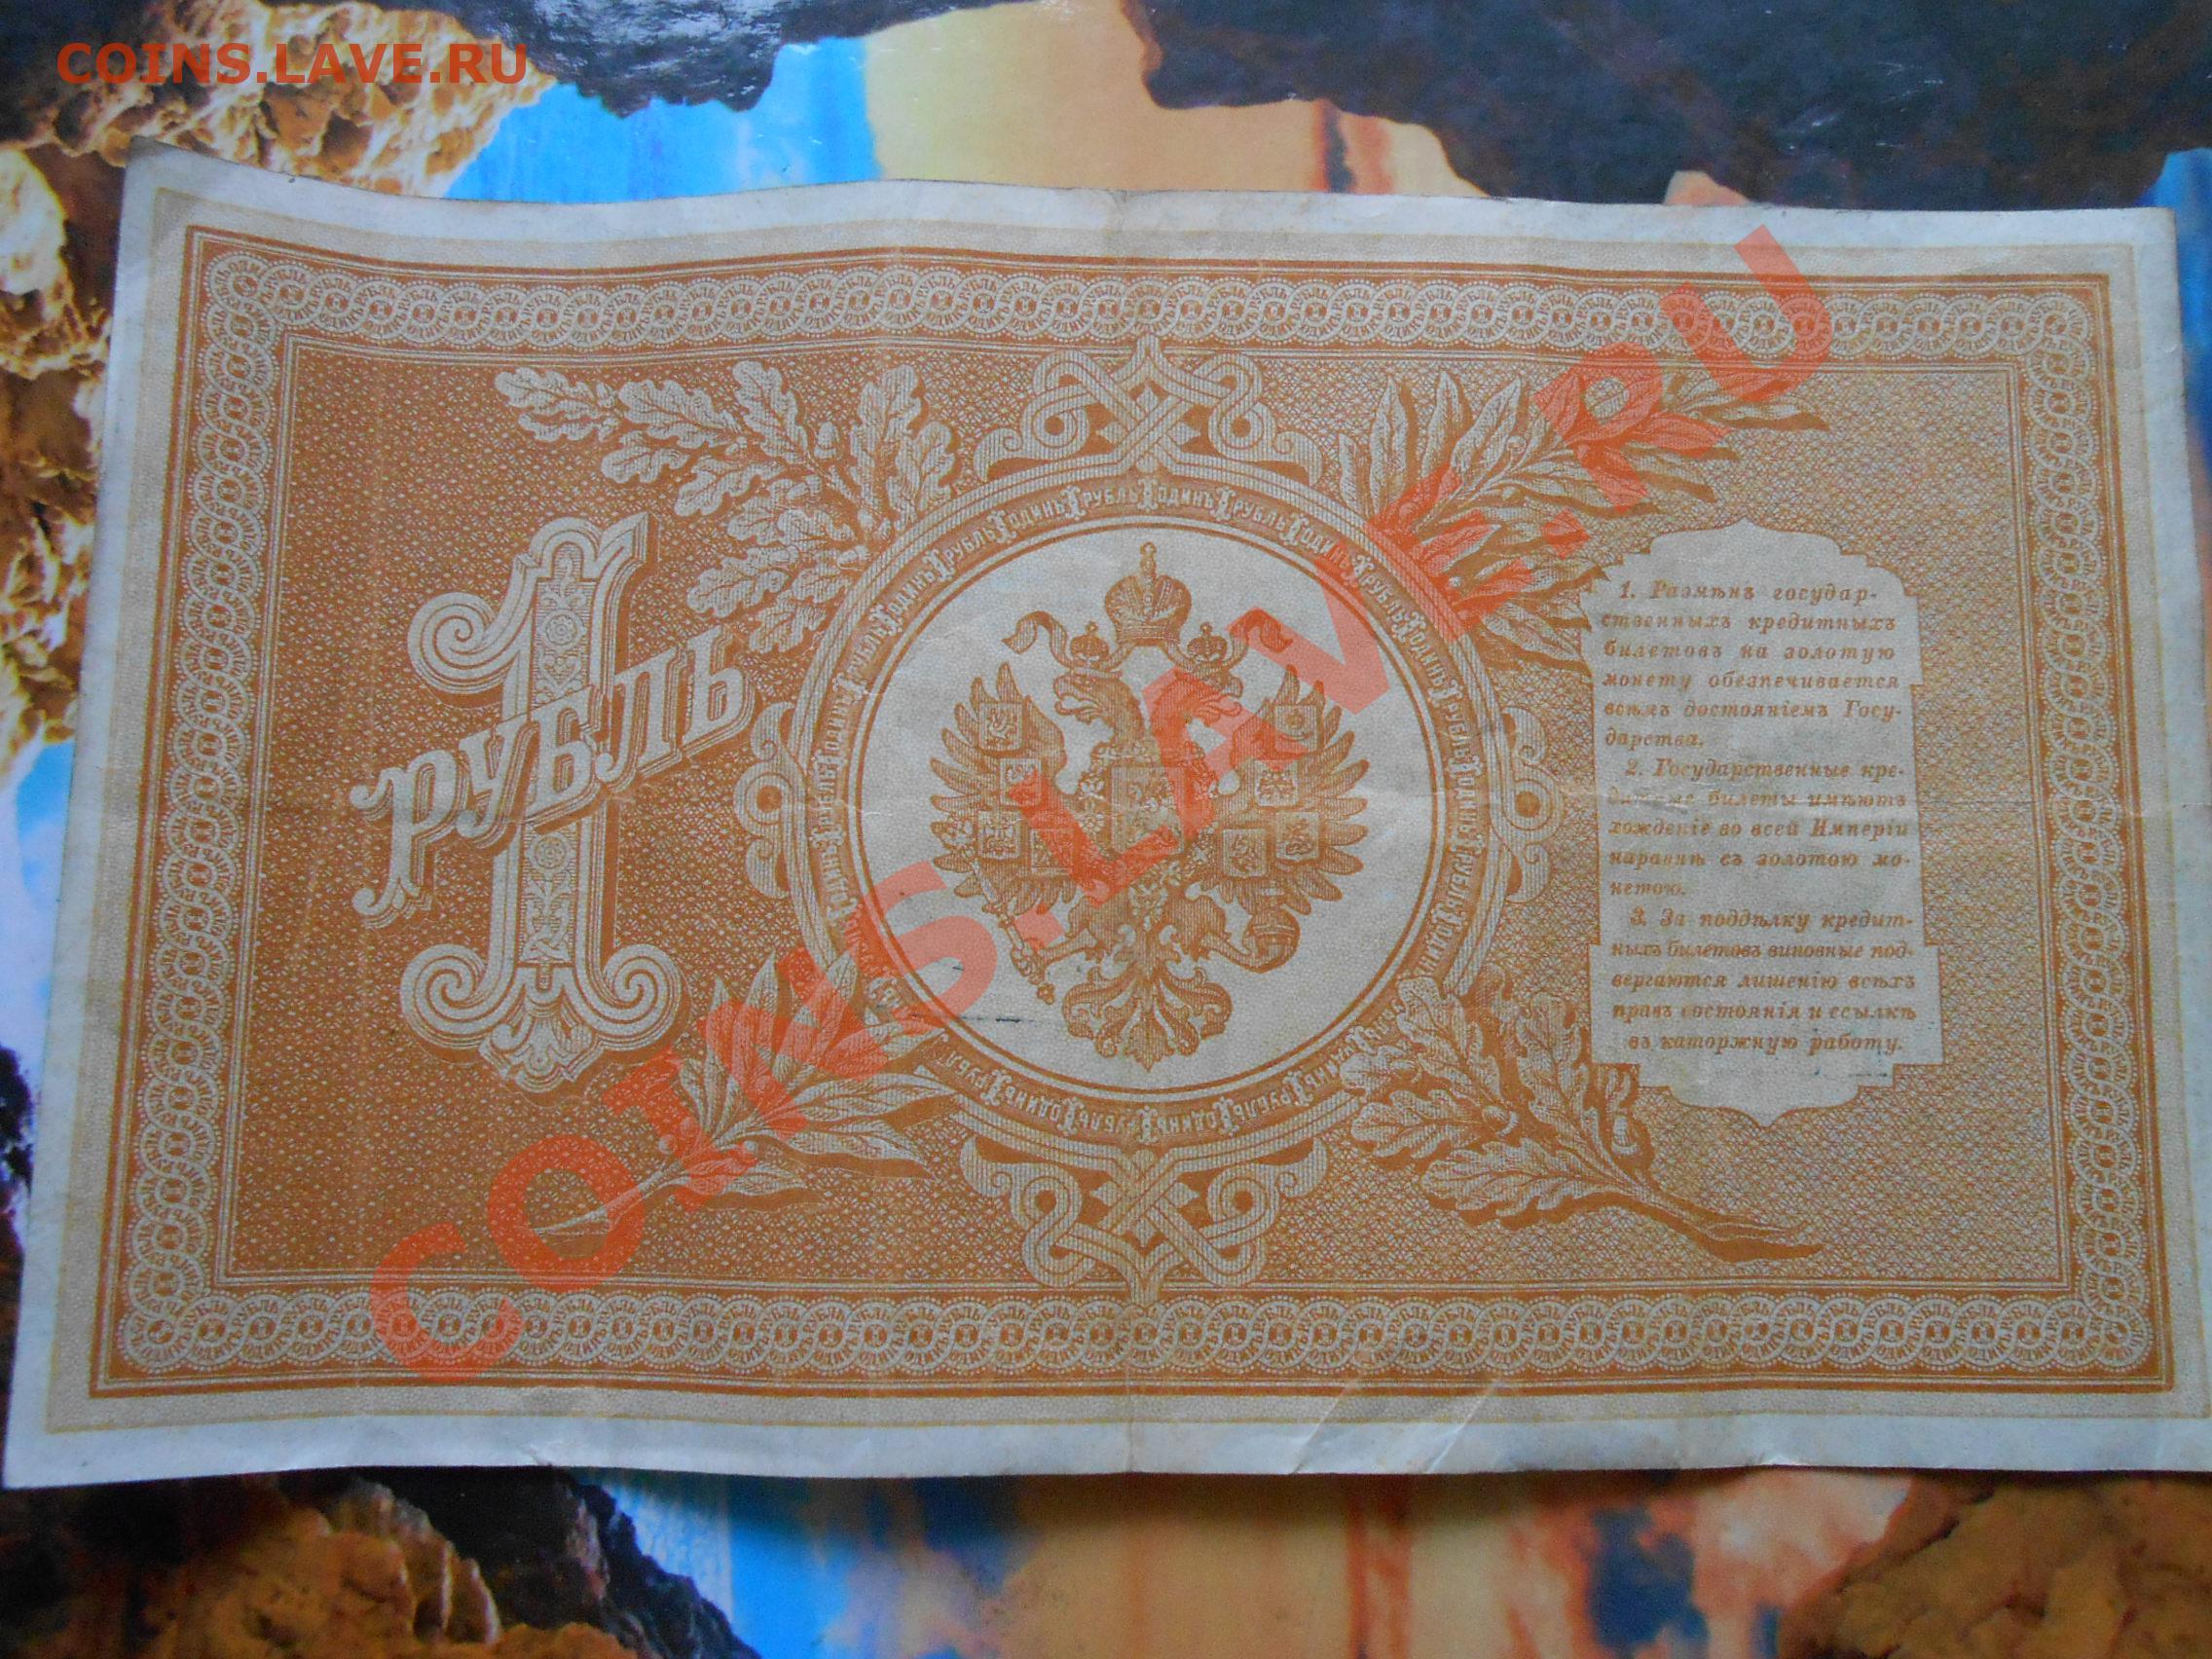 COINS.LAVE.RU
1 рубль
1. Размѣнъ государ-
ственныхъ кредитныхъ
билетовъ на золотую
монету обезпечивается
всѣмъ достояніемъ Госу-
дарства.
2. Государственные кре-
дитные билеты имѣютъ
хожденіе во всей Имперіи
наравнѣ съ золотою мо-
нетою.
3. За поддѣлку кредит-
ныхъ билетовъ виновные под-
вергаются лишенію всѣхъ
правъ состоянія и ссылкѣ
въ каторжную работу.
COINS.LAVE.RU